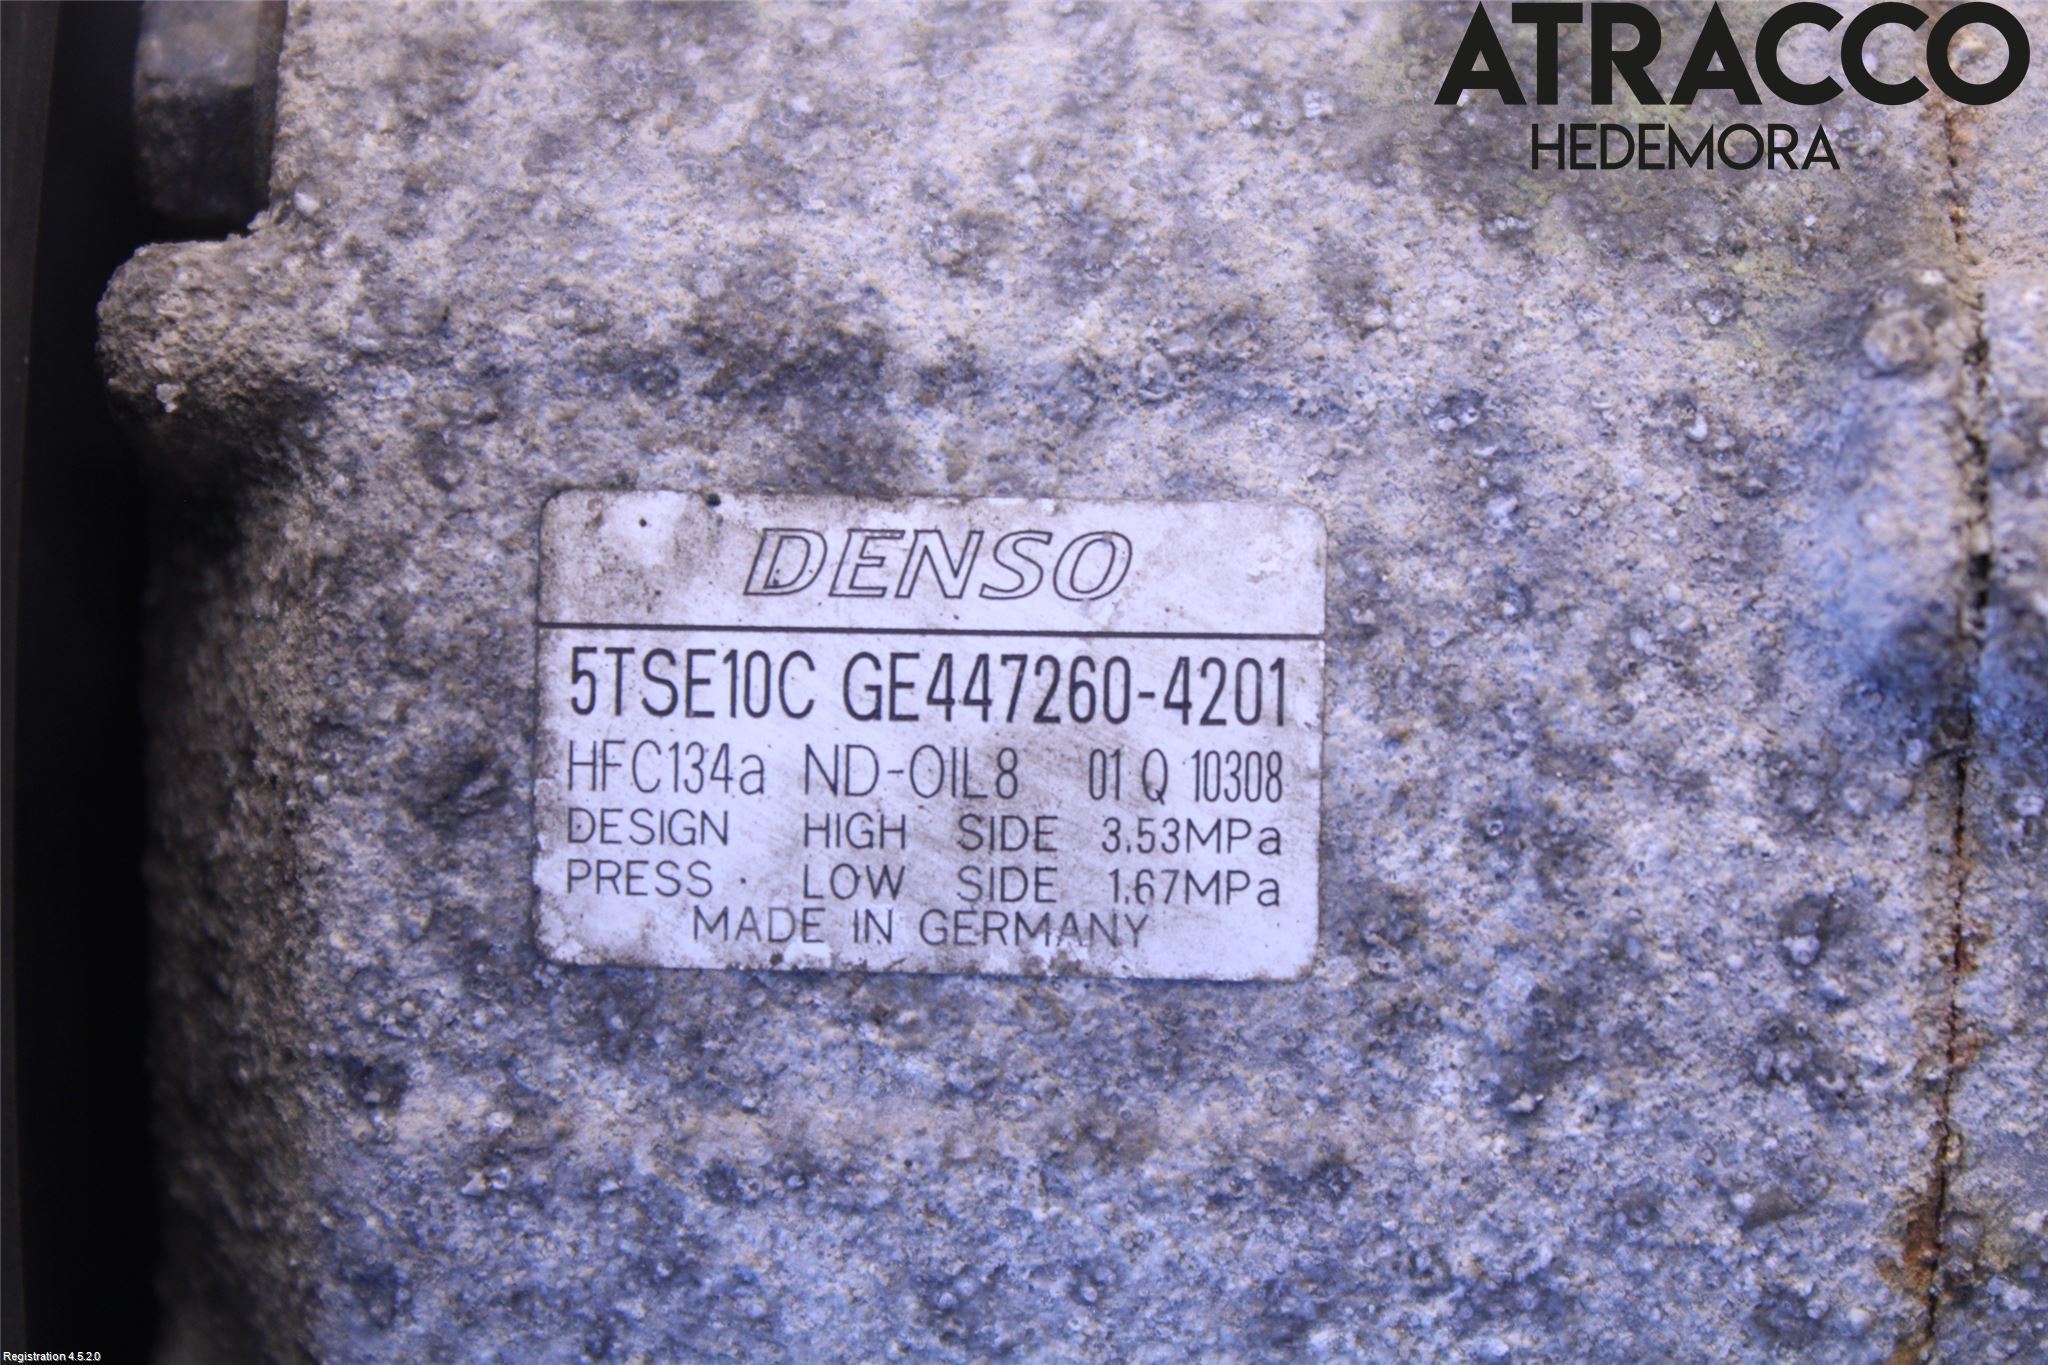 ATRACCO
HEDEMORA
DENSO
5TSE10C GE447260-4201
HFC134a ND-OIL8 01 Q 10308
DESIGN HIGH SIDE 3.53MPa
PRESS LOW SIDE 1.67MPa
MADE IN GERMANY
Registration 4.5.2.0